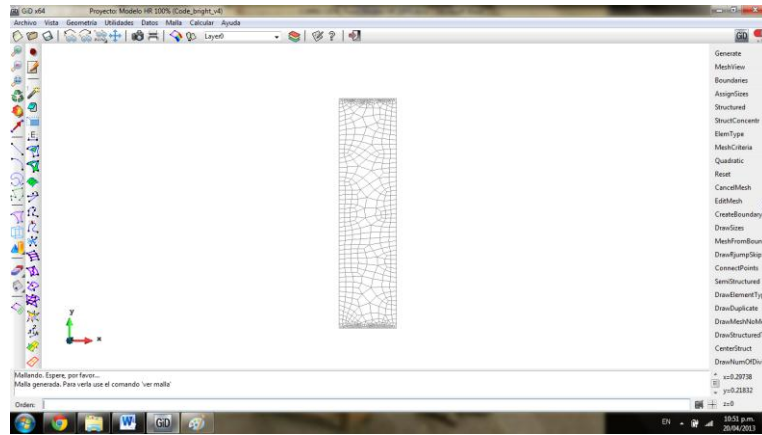 GiD x64 Proyecto: Modelo HR 100% (Code_bright_v4)
Archivo Vista Geometría Utilidades Datos Malla Calcular Ayuda
Layer0
GiD
Generate
MeshView
Boundaries
AssignSizes
Structured
StructConcentr
ElemType
MeshCriteria
Quadratic
Reset
CancelMesh
EditMesh
CreateBoundary
DrawSizes
MeshFromBoun
DrawRjumpSkip
ConnectPoints
SemiStructured
DrawElementTy
DrawDuplicate
DrawMeshNoM
DrawStructured
CenterStruct
DrawNumOfDiv
y
x
Mallando. Espere, por favor...
Malla generada. Para verla use el comando 'ver malla'
x=0.29738
y=0.21832
z=0
Orden:
W
GiD
EN
10:51 p.m.
20/04/2013